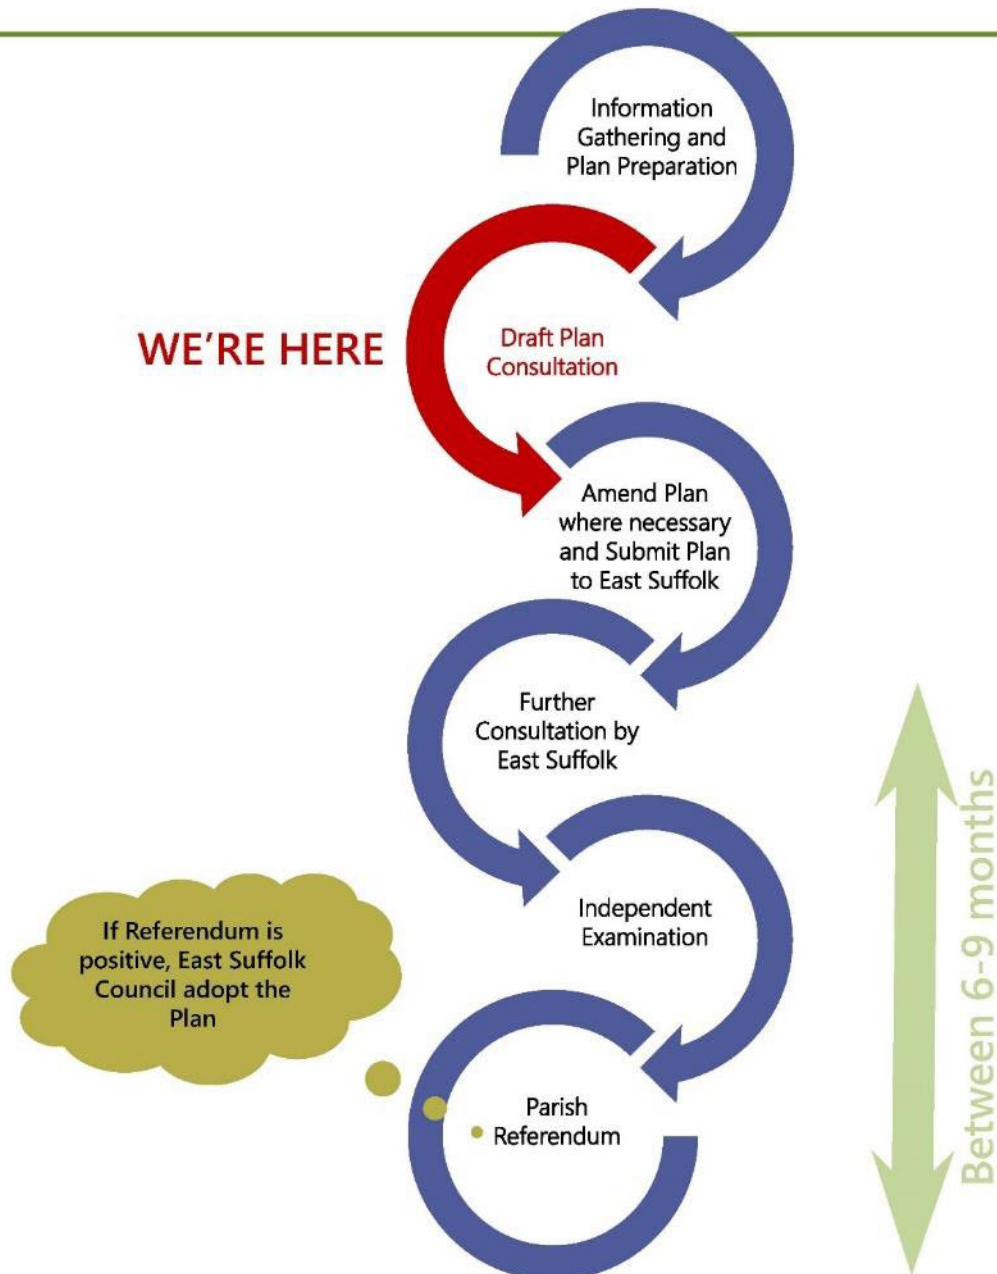 Information
Gathering and
Plan Preparation
WE'RE HERE
Draft Plan
Consultation
Amend Plan
where necessary
and Submit Plan
to East Suffolk
Further
Consultation by
East Suffolk
Independent
Examination
If Referendum is
positive, East Suffolk
Council adopt the
Plan
Parish
Referendum
Between 6-9 months